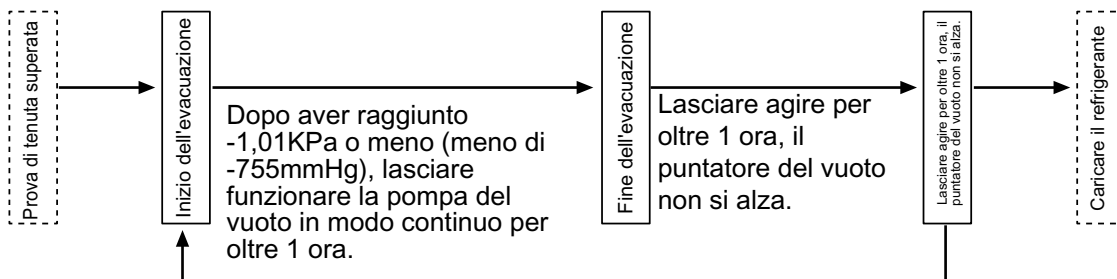 Prova di tenuta superata
Inizio dell'evacuazione
Dopo aver raggiunto
-1,01KPa o meno (meno di
-755mmHg), lasciare
funzionare la pompa del
vuoto in modo continuo per
oltre 1 ora.
Fine dell'evacuazione
Lasciare agire per
oltre 1 ora, il
puntatore del vuoto
non si alza.
Lasciare agire per oltre 1 ora, il
puntatore del vuoto non si alza.
Caricare il refrigerante